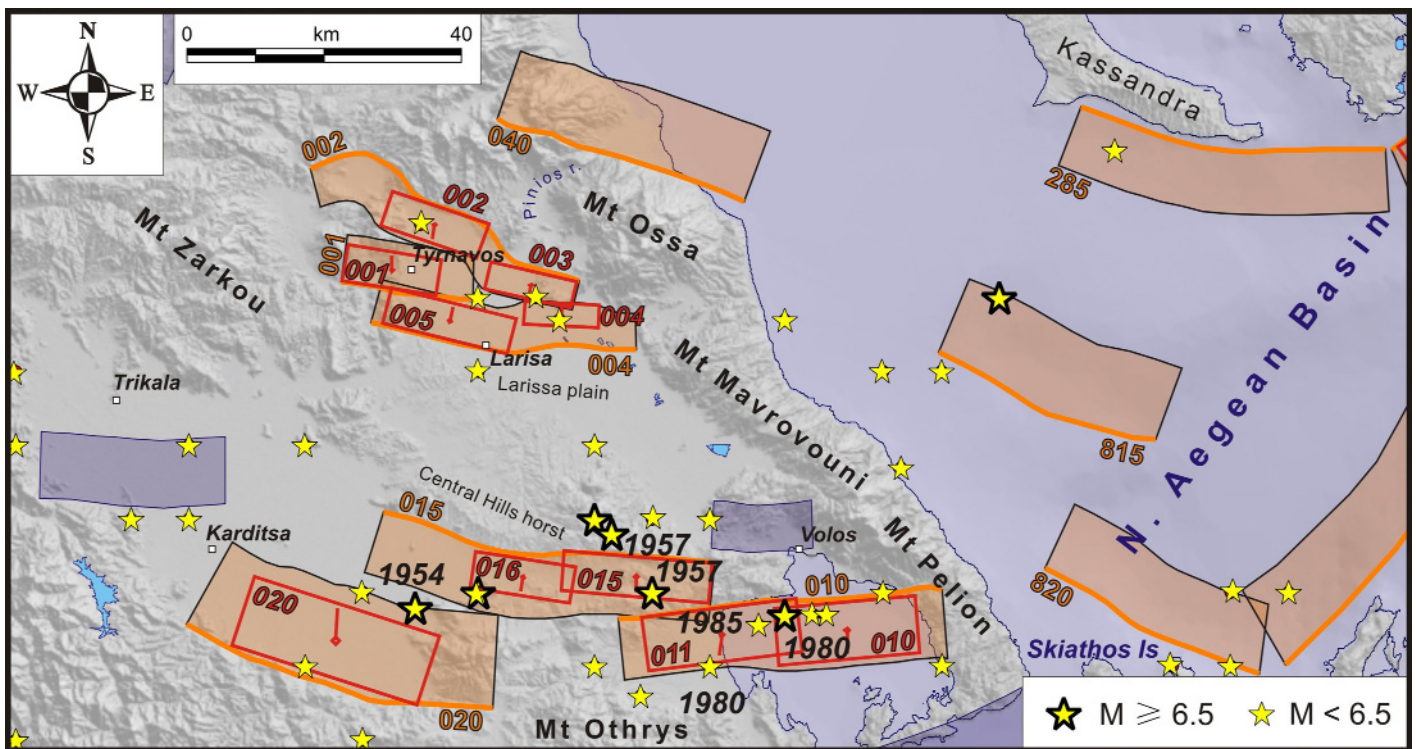 N
W E
S
0 km 40
Kassandra
002
040
285
Pinios r.
Mt Ossa
002
Mt Zarkou
001
001
Tyrnavos
003
005
004
Larisa
004
Larissa plain
Trikala
Mt Mavrovouni
815
N. Aegean Basin
Central Hills horst
015
Karditsa
1957
Volos
Mt Pelion
1954
016
015
1957
010
020
1985
011
1980
010
820
Skiathos Is
1980
020
Mt Othrys
M ≥ 6.5 M < 6.5